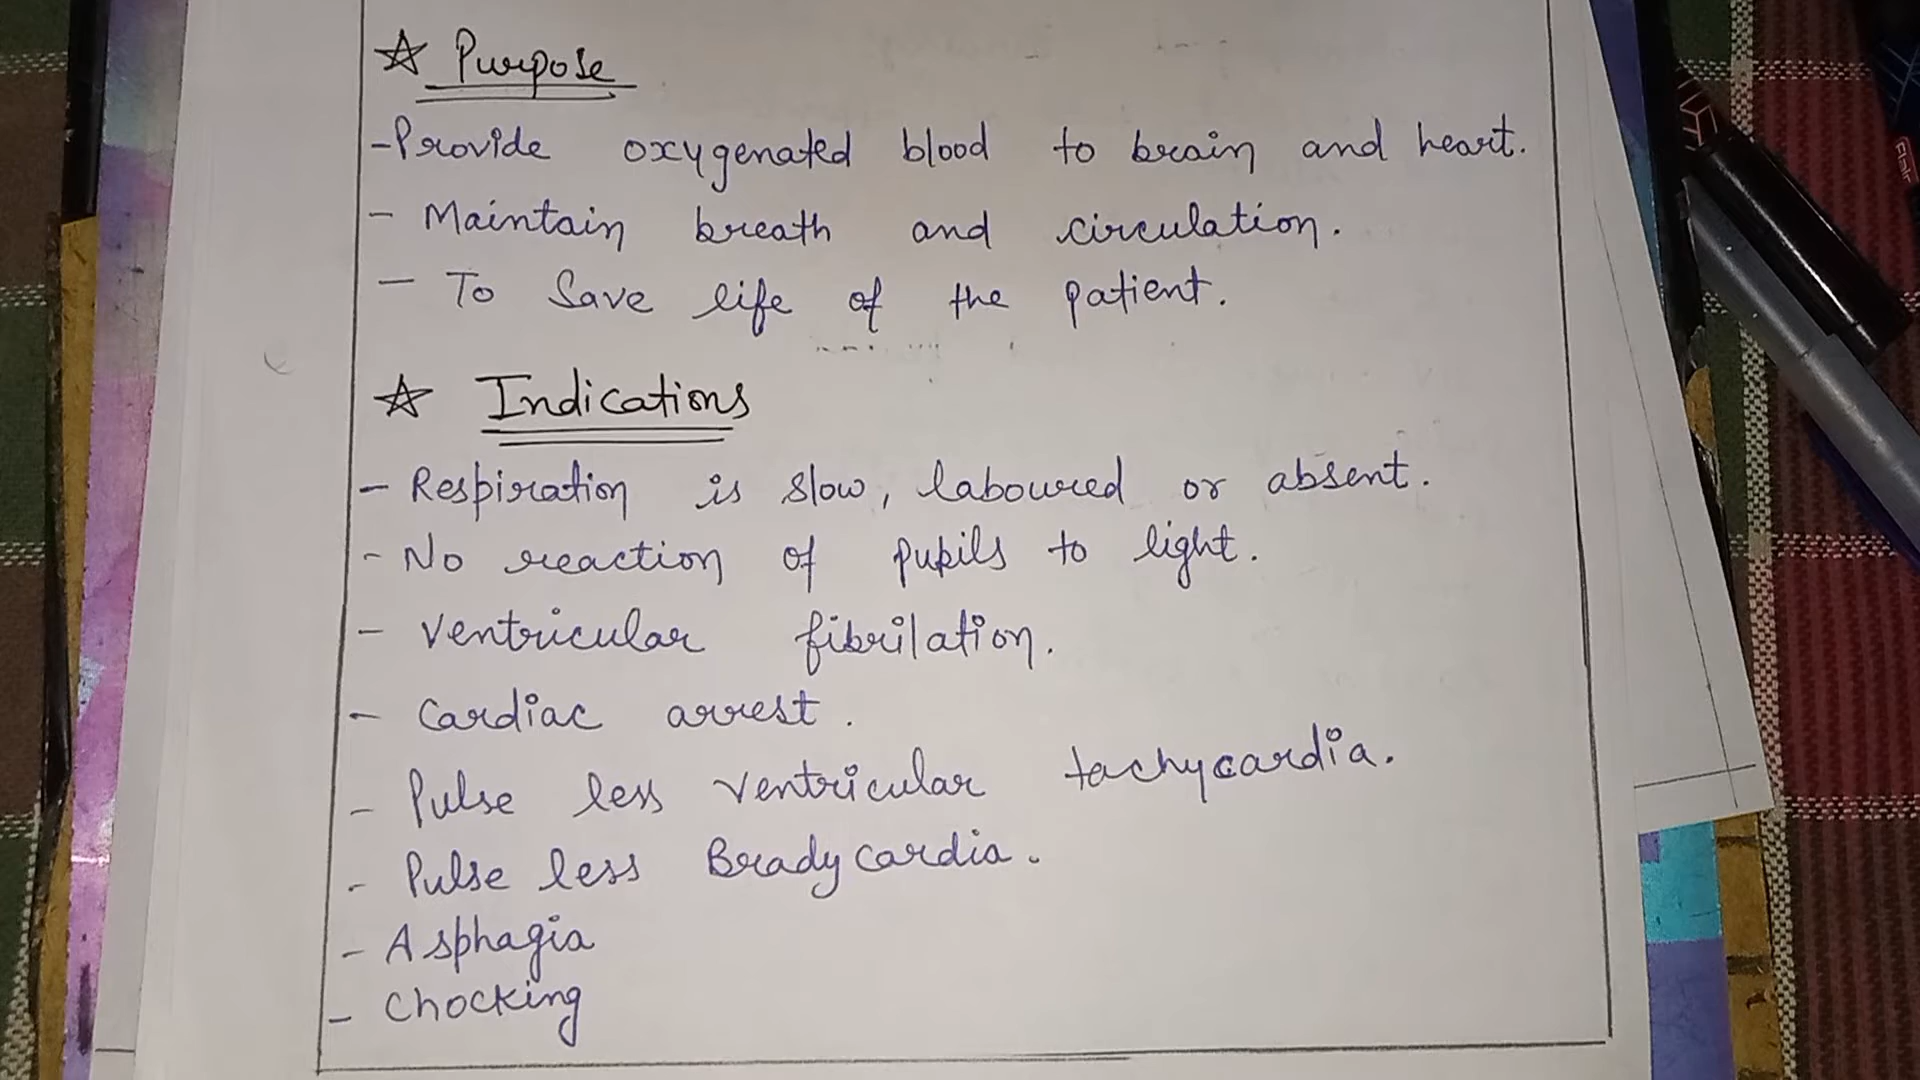 ☆ Purpose
- Provide oxygenated blood to brain and heart.
- Maintain breath and circulation.
- To Save life of the patient.
☆ Indications
- Respiration is slow, laboured or absent.
- No reaction of pupils to light.
- Ventricular fibrilation.
- Cardiac arrest.
- Pulse less ventricular tachycardia.
- Pulse less Bradycardia.
- Asphagia
- Chocking